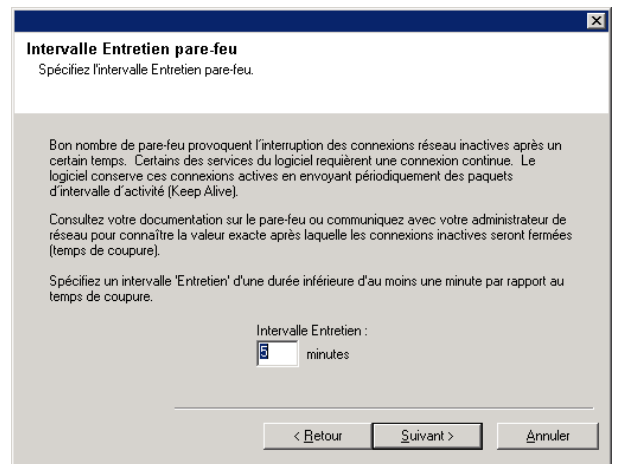 Intervalle Entretien pare-feu
Spécifiez l'intervalle Entretien pare-feu.
Bon nombre de pare-feu provoquent l'interruption des connexions réseau inactives après un
certain temps. Certains des services du logiciel requièrent une connexion continue. Le
logiciel conserve ces connexions actives en envoyant périodiquement des paquets
d'intervalle d'activité (Keep Alive).
Consultez votre documentation sur le pare-feu ou communiquez avec votre administrateur de
réseau pour connaître la valeur exacte après laquelle les connexions inactives seront fermées
(temps de coupure).
Spécifiez un intervalle 'Entretien' d'une durée inférieure d'au moins une minute par rapport au
temps de coupure.
Intervalle Entretien :
5 minutes
< Retour Suivant > Annuler